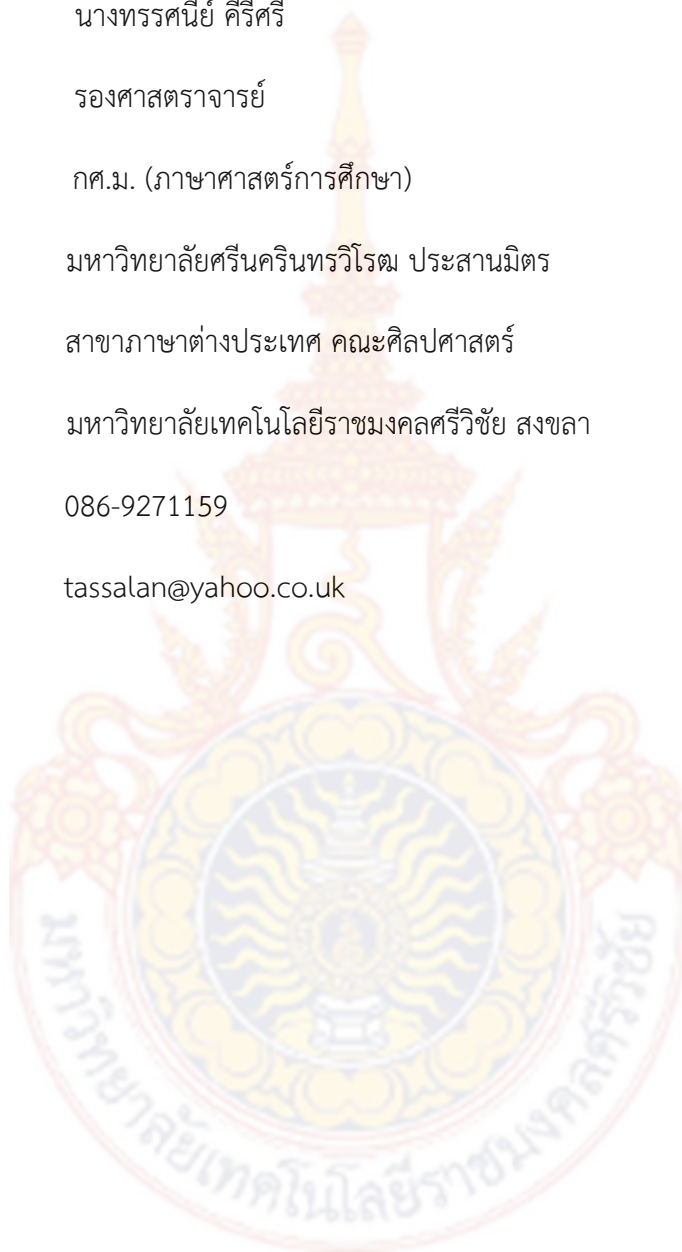 นางทรรศนีย์ คีรีศรี
รองศาสตราจารย์
กศ.ม. (ภาษาศาสตร์การศึกษา)
มหาวิทยาลัยศรีนครินทรวิโรฒ ประสานมิตร
สาขาภาษาต่างประเทศ คณะศิลปศาสตร์
มหาวิทยาลัยเทคโนโลยีราชมงคลศรีวิชัย สงขลา
086-9271159
tassalan@yahoo.co.uk
มหาวิทยาลัยเทคโนโลยีราชมงคลศรีวิชัย